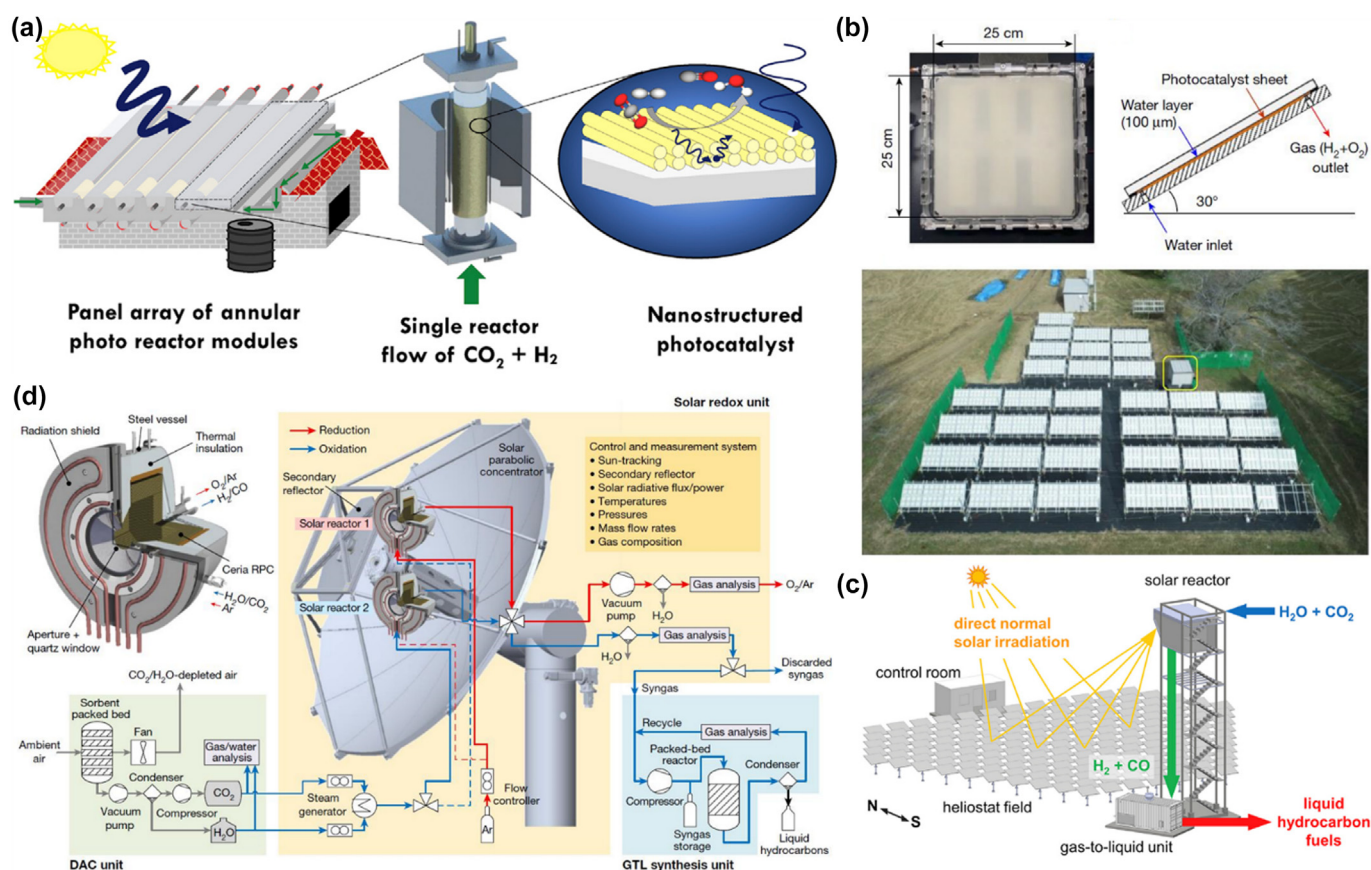 (a)
Panel array of annular
photo reactor modules
Single reactor
flow of CO₂ + H₂
Nanostructured
photocatalyst
(b)
25 cm
25 cm
Photocatalyst sheet
Water layer
(100 µm)
Gas (H₂+O₂)
outlet
30°
Water inlet
(c)
solar reactor
H₂O + CO₂
direct normal
solar irradiation
control room
H₂ + CO
heliostat field
N
S
gas-to-liquid unit
liquid
hydrocarbon
fuels
(d)
Steel vessel
Radiation shield
Thermal
insulation
O₂/Ar
H₂/CO
Ceria RPC
H₂O/CO₂
Ar
Aperture +
quartz window
Solar redox unit
Reduction
Oxidation
Secondary
reflector
Solar
parabolic
concentrator
Solar reactor 1
Solar reactor 2
Control and measurement system
• Sun-tracking
• Secondary reflector
• Solar radiative flux/power
• Temperatures
• Pressures
• Mass flow rates
• Gas composition
Vacuum
pump
H₂O
Gas analysis
O₂/Ar
H₂O
Gas analysis
Discarded
syngas
Syngas
CO₂/H₂O-depleted air
Sorbent
packed bed
Fan
Ambient
air
Gas/water
analysis
Condenser
CO₂
Vacuum
pump
Compressor
H₂O
DAC unit
Steam
generator
Flow
controller
Ar
Recycle
Gas analysis
Packed-bed
reactor
Condenser
Compressor
Syngas
storage
Liquid
hydrocarbons
GTL synthesis unit